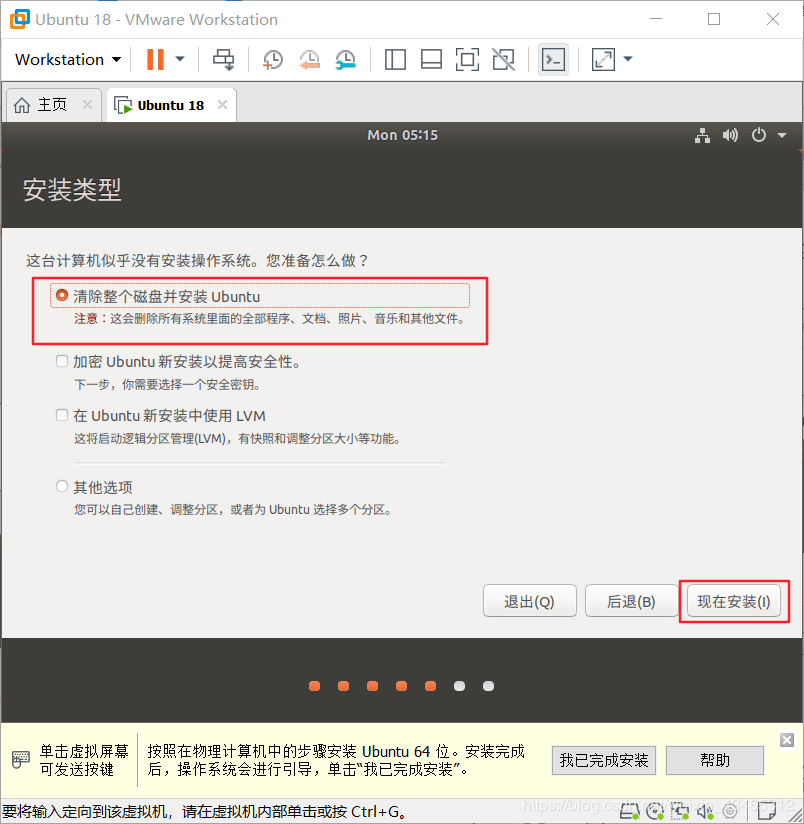 Ubuntu 18 - VMware Workstation
Workstation
主页
Ubuntu 18
Mon 05:15
安装类型
这台计算机似乎没有安装操作系统。您准备怎么做？
清除整个磁盘并安装 Ubuntu
注意：这会删除所有系统里面的全部程序、文档、照片、音乐和其他文件。
加密 Ubuntu 新安装以提高安全性。
下一步，你需要选择一个安全密钥。
在 Ubuntu 新安装中使用 LVM
这将启动逻辑分区管理(LVM)，有快照和调整分区大小等功能。
其他选项
您可以自己创建、调整分区，或者为 Ubuntu 选择多个分区。
退出(Q)
后退(B)
现在安装(I)
单击虚拟屏幕
可发送按键
按照在物理计算机中的步骤安装 Ubuntu 64 位。安装完成
后，操作系统会进行引导，单击“我已完成安装”。
我已完成安装
帮助
要将输入定向到该虚拟机，请在虚拟机内部单击或按 Ctrl+G。